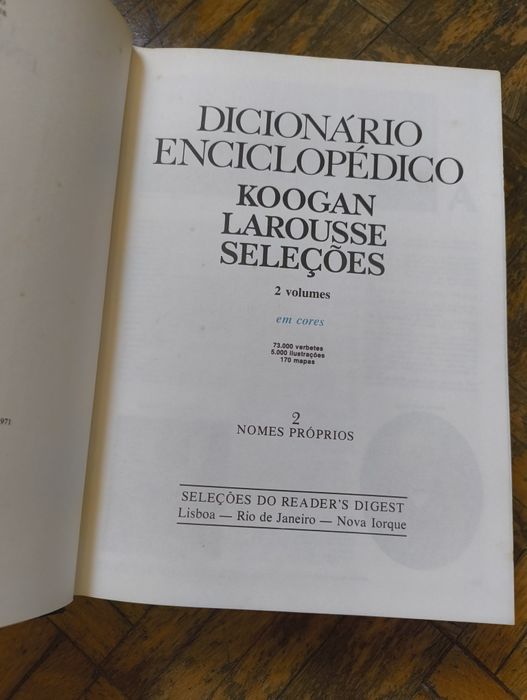 DICIONÁRIO
ENCICLOPÉDICO
KOOGAN
LAROUSSE
SELEÇÕES
2 volumes
em cores
73.000 verbetes
5.000 ilustrações
170 mapas
2
NOMES PRÓPRIOS
SELEÇÕES DO READER'S DIGEST
Lisboa — Rio de Janeiro — Nova Iorque
1971